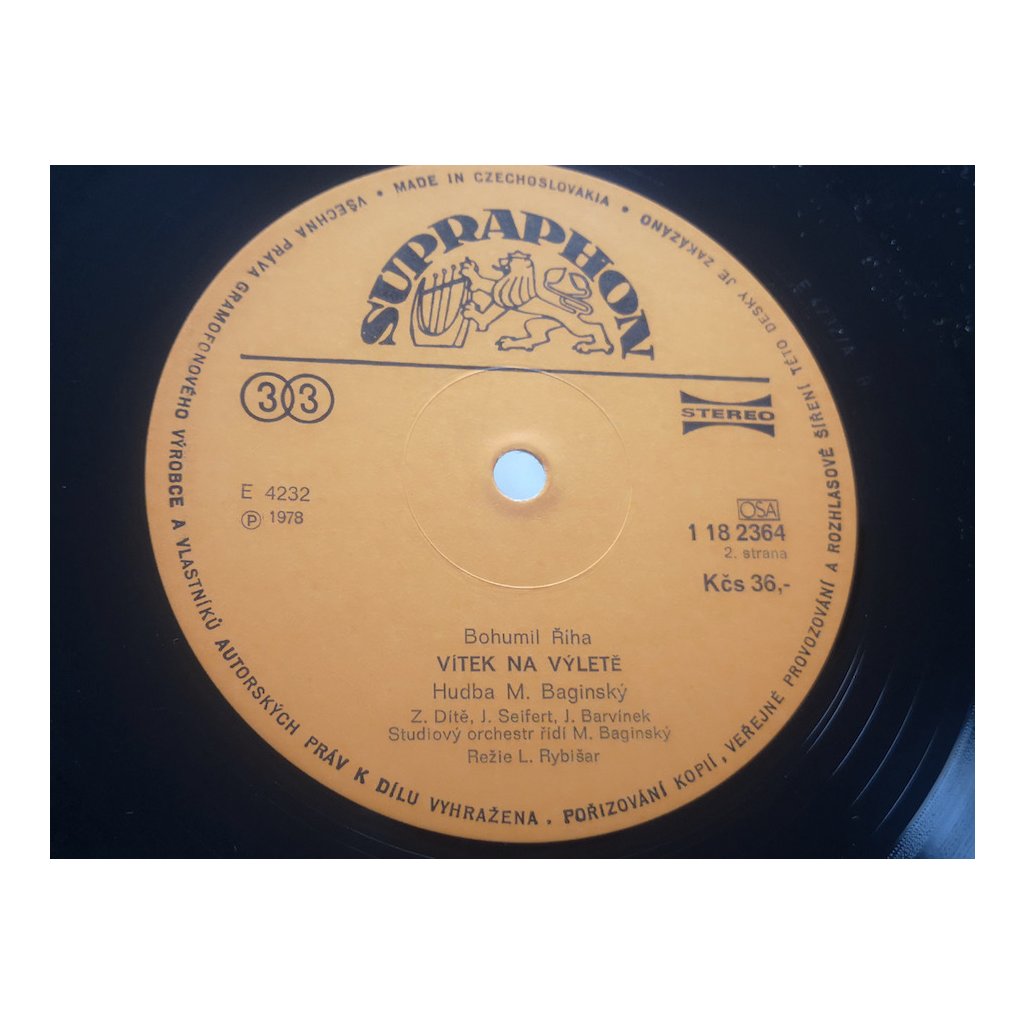 VŠECHNA PRÁVA GRAMOFONOVÉHO VÝROBCE A VLASTNÍKŮ AUTORSKÝCH PRÁV K DÍLU VYHRAŽENA . POŘIZOVÁNÍ KOPIÍ, VEŘEJNÉ PROVOZOVÁNÍ A ROZHLASOVÉ ŠÍŘENÍ TÉTO DESKY JE ZAKÁZÁNO • MADE IN CZECHOSLOVAKIA •
SUPRAPHON
33
STEREO
E 4232
Ⓟ 1978
OSA
1 18 2364
2. strana
Kčs 36,-
Bohumil Říha
VÍTEK NA VÝLETĚ
Hudba M. Baginský
Z. Dítě, J. Seifert, J. Barvínek
Studiový orchestr řídí M. Baginský
Režie L. Rybišar